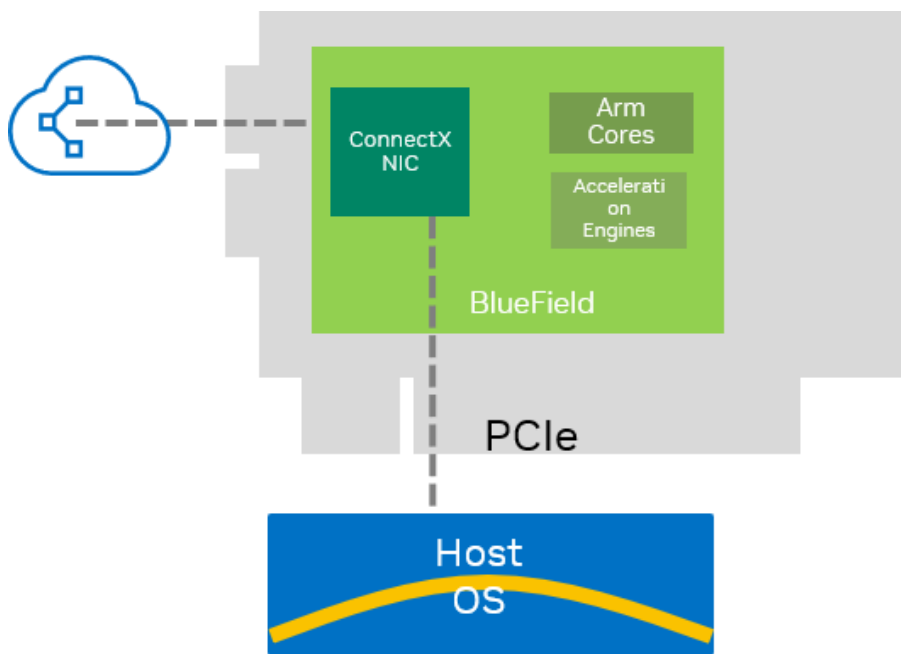 ConnectX
NIC
Arm
Cores
Accelerati
on
Engines
BlueField
PCIe
Host
OS